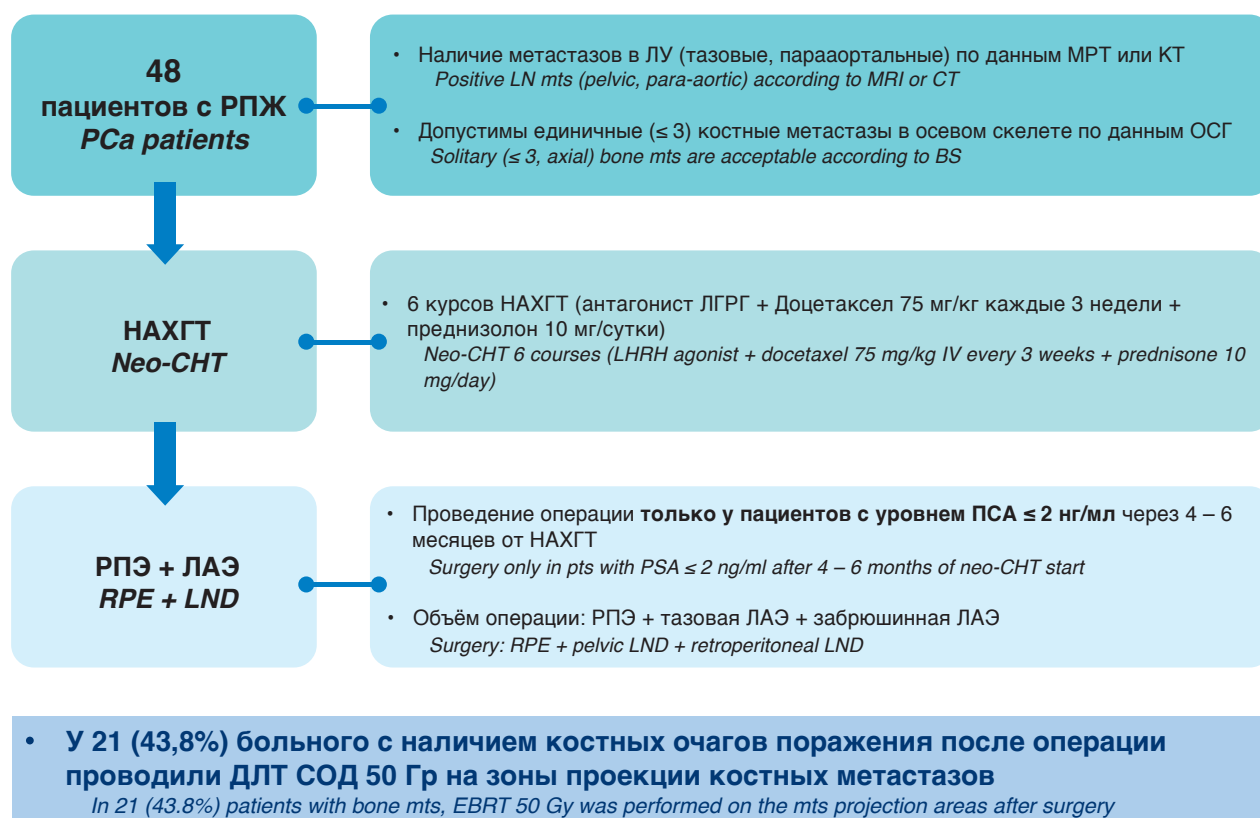 48
пациентов с РПЖ
PCa patients
• Наличие метастазов в ЛУ (тазовые, парааортальные) по данным МРТ или КТ
Positive LN mts (pelvic, para-aortic) according to MRI or CT
• Допустимы единичные (≤ 3) костные метастазы в осевом скелете по данным ОСГ
Solitary (≤ 3, axial) bone mts are acceptable according to BS
НАХГТ
Neo-CHT
• 6 курсов НАХГТ (антагонист ЛГРГ + Доцетаксел 75 мг/кг каждые 3 недели +
преднизолон 10 мг/сутки)
Neo-CHT 6 courses (LHRH agonist + docetaxel 75 mg/kg IV every 3 weeks + prednisone 10
mg/day)
РПЭ + ЛАЭ
RPE + LND
• Проведение операции только у пациентов с уровнем ПСА ≤ 2 нг/мл через 4 – 6
месяцев от НАХГТ
Surgery only in pts with PSA ≤ 2 ng/ml after 4 – 6 months of neo-CHT start
• Объём операции: РПЭ + тазовая ЛАЭ + забрюшинная ЛАЭ
Surgery: RPE + pelvic LND + retroperitoneal LND
• У 21 (43,8%) больного с наличием костных очагов поражения после операции
проводили ДЛТ СОД 50 Гр на зоны проекции костных метастазов
In 21 (43.8%) patients with bone mts, EBRT 50 Gy was performed on the mts projection areas after surgery